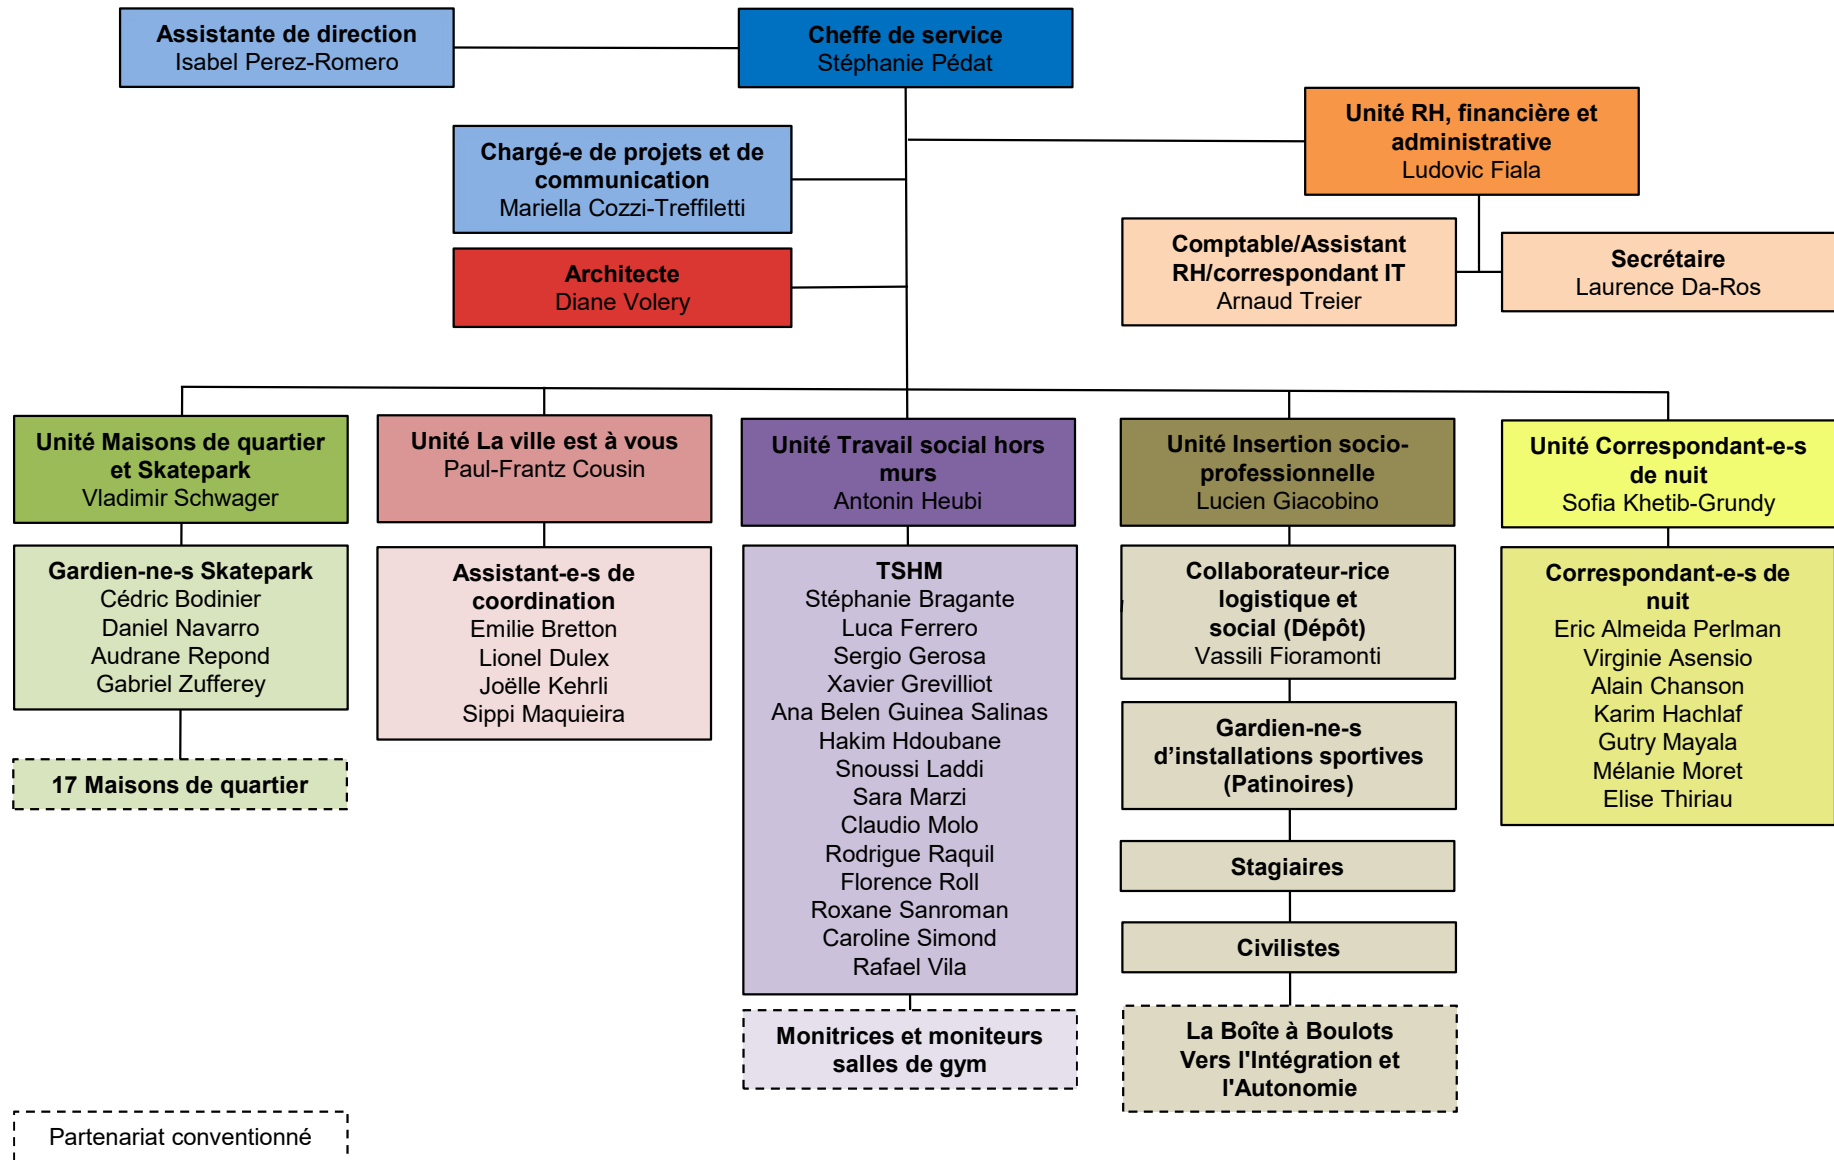 Assistante de direction
Isabel Perez-Romero
Cheffe de service
Stéphanie Pédat
Unité RH, financière et
administrative
Ludovic Fiala
Chargé-e de projets et de
communication
Mariella Cozzi-Treffiletti
Comptable/Assistant
RH/correspondant IT
Arnaud Treier
Secrétaire
Laurence Da-Ros
Architecte
Diane Volery
Unité Maisons de quartier
et Skatepark
Vladimir Schwager
Unité La ville est à vous
Paul-Frantz Cousin
Unité Travail social hors
murs
Antonin Heubi
Unité Insertion socio-
professionnelle
Lucien Giacobino
Unité Correspondant-e-s
de nuit
Sofia Khetib-Grundy
Gardien-ne-s Skatepark
Cédric Bodinier
Daniel Navarro
Audrane Repond
Gabriel Zufferey
17 Maisons de quartier
Assistant-e-s de
coordination
Emilie Bretton
Lionel Dulex
Joëlle Kehrli
Sippi Maquieira
TSHM
Stéphanie Bragante
Luca Ferrero
Sergio Gerosa
Xavier Grevilliot
Ana Belen Guinea Salinas
Hakim Hdoubane
Snoussi Laddi
Sara Marzi
Claudio Molo
Rodrigue Raquil
Florence Roll
Roxane Sanroman
Caroline Simond
Rafael Vila
Monitrices et moniteurs
salles de gym
Collaborateur-rice
logistique et
social (Dépôt)
Vassili Fioramonti
Gardien-ne-s
d’installations sportives
(Patinoires)
Stagiaires
Civilistes
La Boîte à Boulots
Vers l'Intégration et
l'Autonomie
Correspondant-e-s de
nuit
Eric Almeida Perlman
Virginie Asensio
Alain Chanson
Karim Hachlaf
Gutry Mayala
Mélanie Moret
Elise Thiriau
Partenariat conventionné